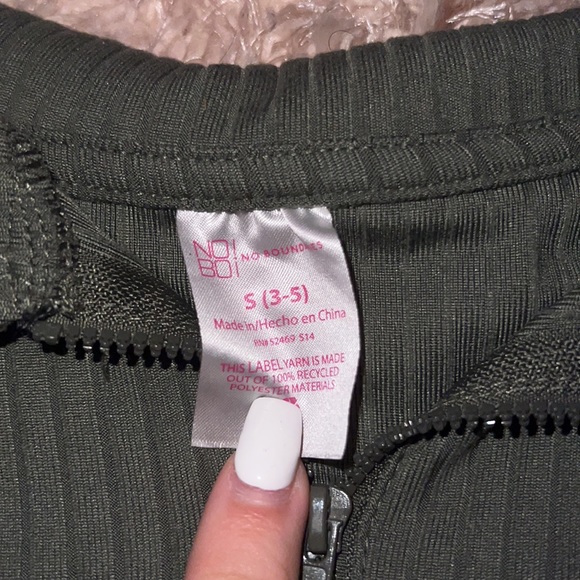 NO!
BO!
NO BOUNDRIES
S (3-5)
Made in/Hecho en China
RN# 52469 S14
THIS LABEL YARN IS MADE
OUT OF 100% RECYCLED
POLYESTER MATERIALS